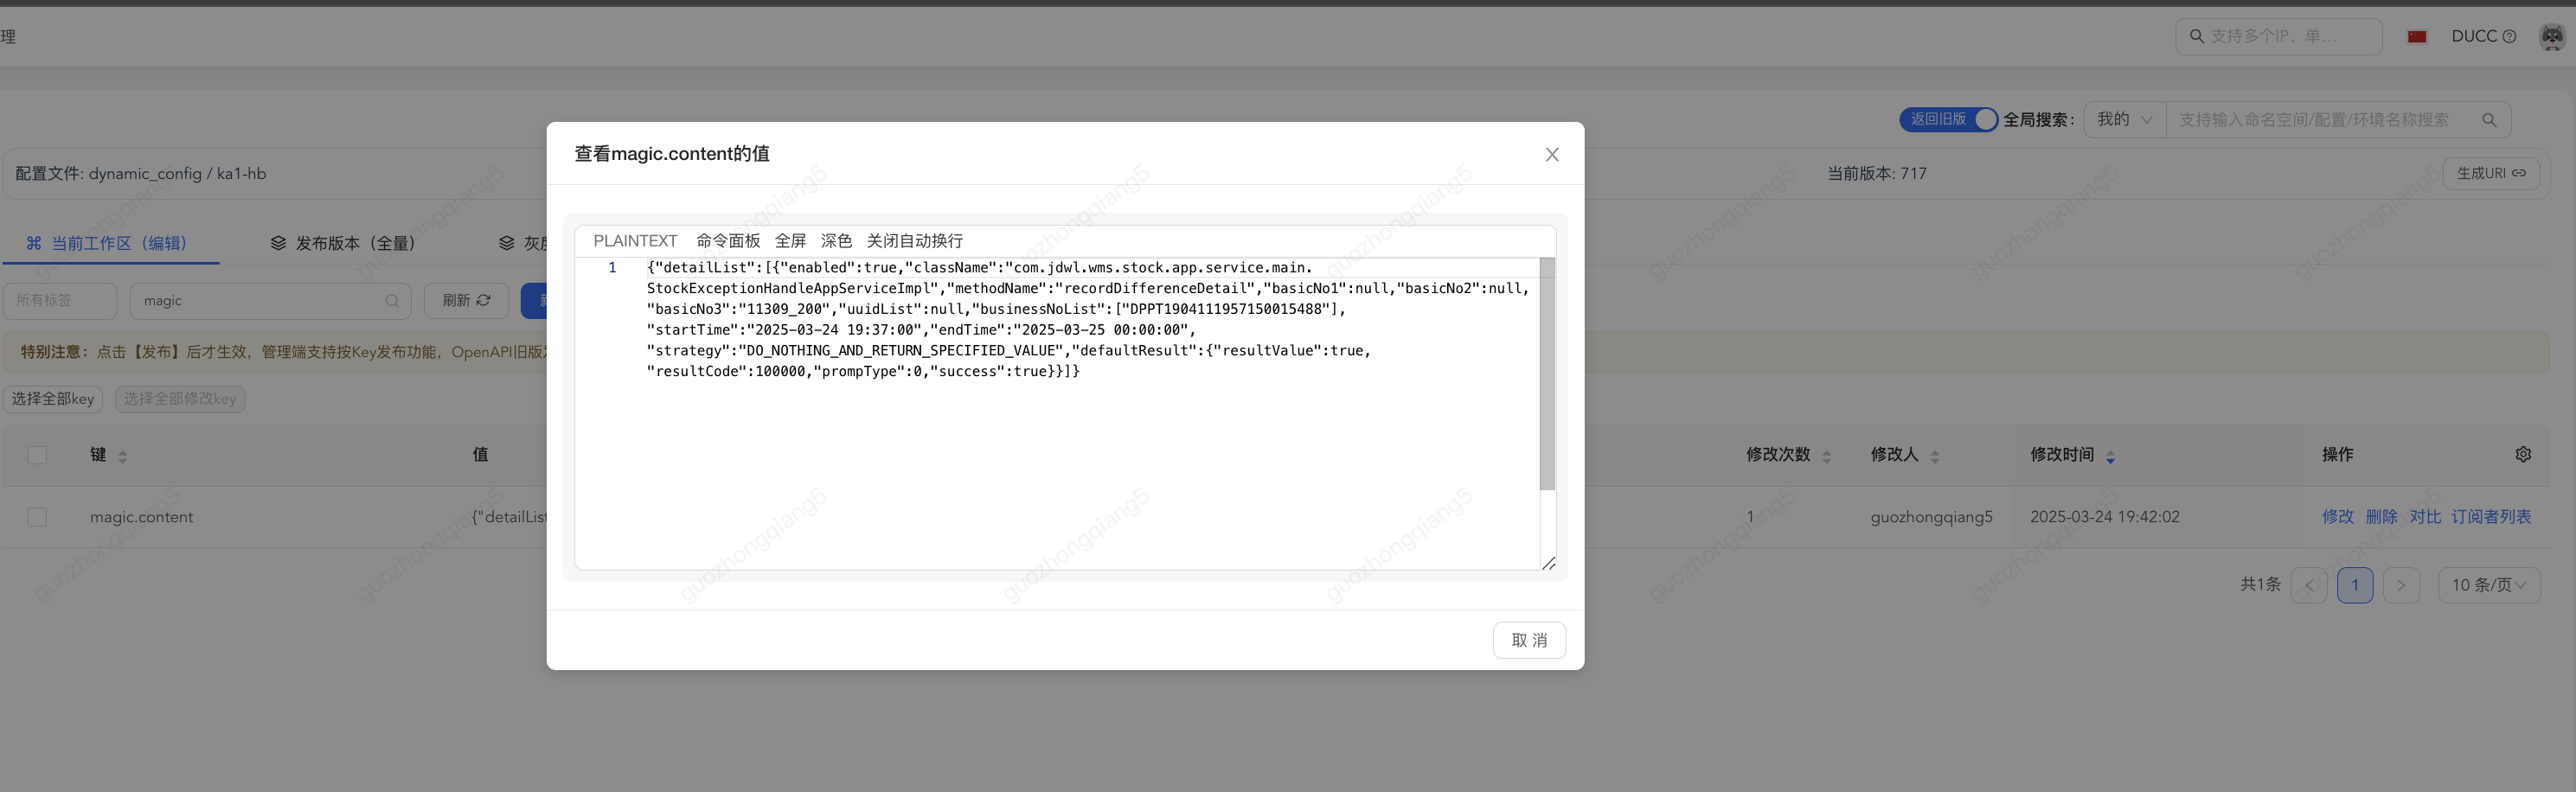 理
支持多个IP、单...
DUCC
返回旧版
全局搜索：
我的
支持输入命名空间/配置/环境名称搜索
配置文件: dynamic_config / ka1-hb
当前版本: 717
生成URI
当前工作区（编辑）
发布版本（全量）
所有标签
magic
刷新
特别注意：点击【发布】后才生效，管理端支持按Key发布功能，OpenAPI旧版
选择全部key
选择全部修改key
键
值
修改次数
修改人
修改时间
操作
magic.content
{"detailList
1
guozhongqiang5
2025-03-24 19:42:02
修改 删除 对比 订阅者列表
共1条
1
10 条/页
查看magic.content的值
PLAINTEXT 命令面板 全屏 深色 关闭自动换行
1
{"detailList":[{"enabled":true,"className":"com.jdwl.wms.stock.app.service.main.
StockExceptionHandleAppServiceImpl","methodName":"recordDifferenceDetail","basicNo1":null,"basicNo2":null,
"basicNo3":"11309_200","uuidList":null,"businessNoList":["DPPT1904111957150015488"],
"startTime":"2025-03-24 19:37:00","endTime":"2025-03-25 00:00:00",
"strategy":"DO_NOTHING_AND_RETURN_SPECIFIED_VALUE","defaultResult":{"resultValue":true,
"resultCode":100000,"prompType":0,"success":true}}]}
取 消
guozhongqiang5